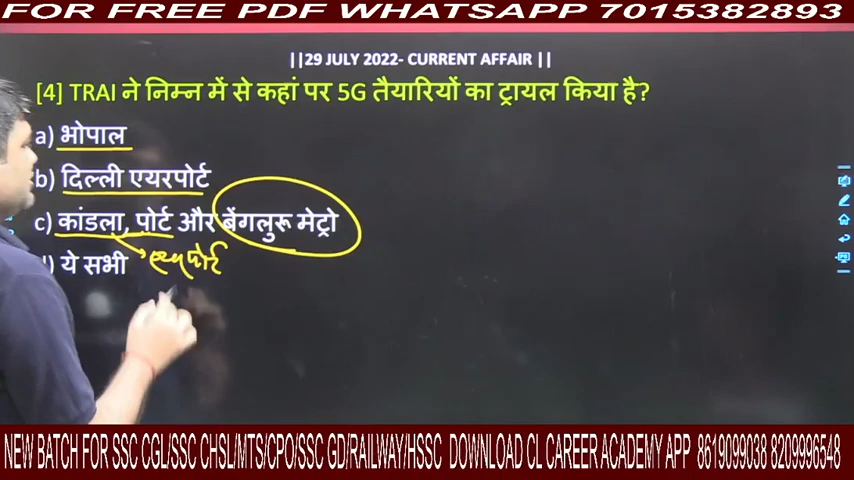 FOR FREE PDF WHATSAPP 7015382893
||29 JULY 2022- CURRENT AFFAIR ||
[4] TRAI ने निम्न में से कहां पर 5G तैयारियों का ट्रायल किया है?
a) भोपाल
b) दिल्ली एयरपोर्ट
c) कांडला, पोर्ट और बेंगलुरू मेट्रो
) ये सभी
NEW BATCH FOR SSC CGL/SSC CHSL/MTS/CPO/SSC GD/RAILWAY/HSSC DOWNLOAD CL CAREER ACADEMY APP 8619099038 8209996548